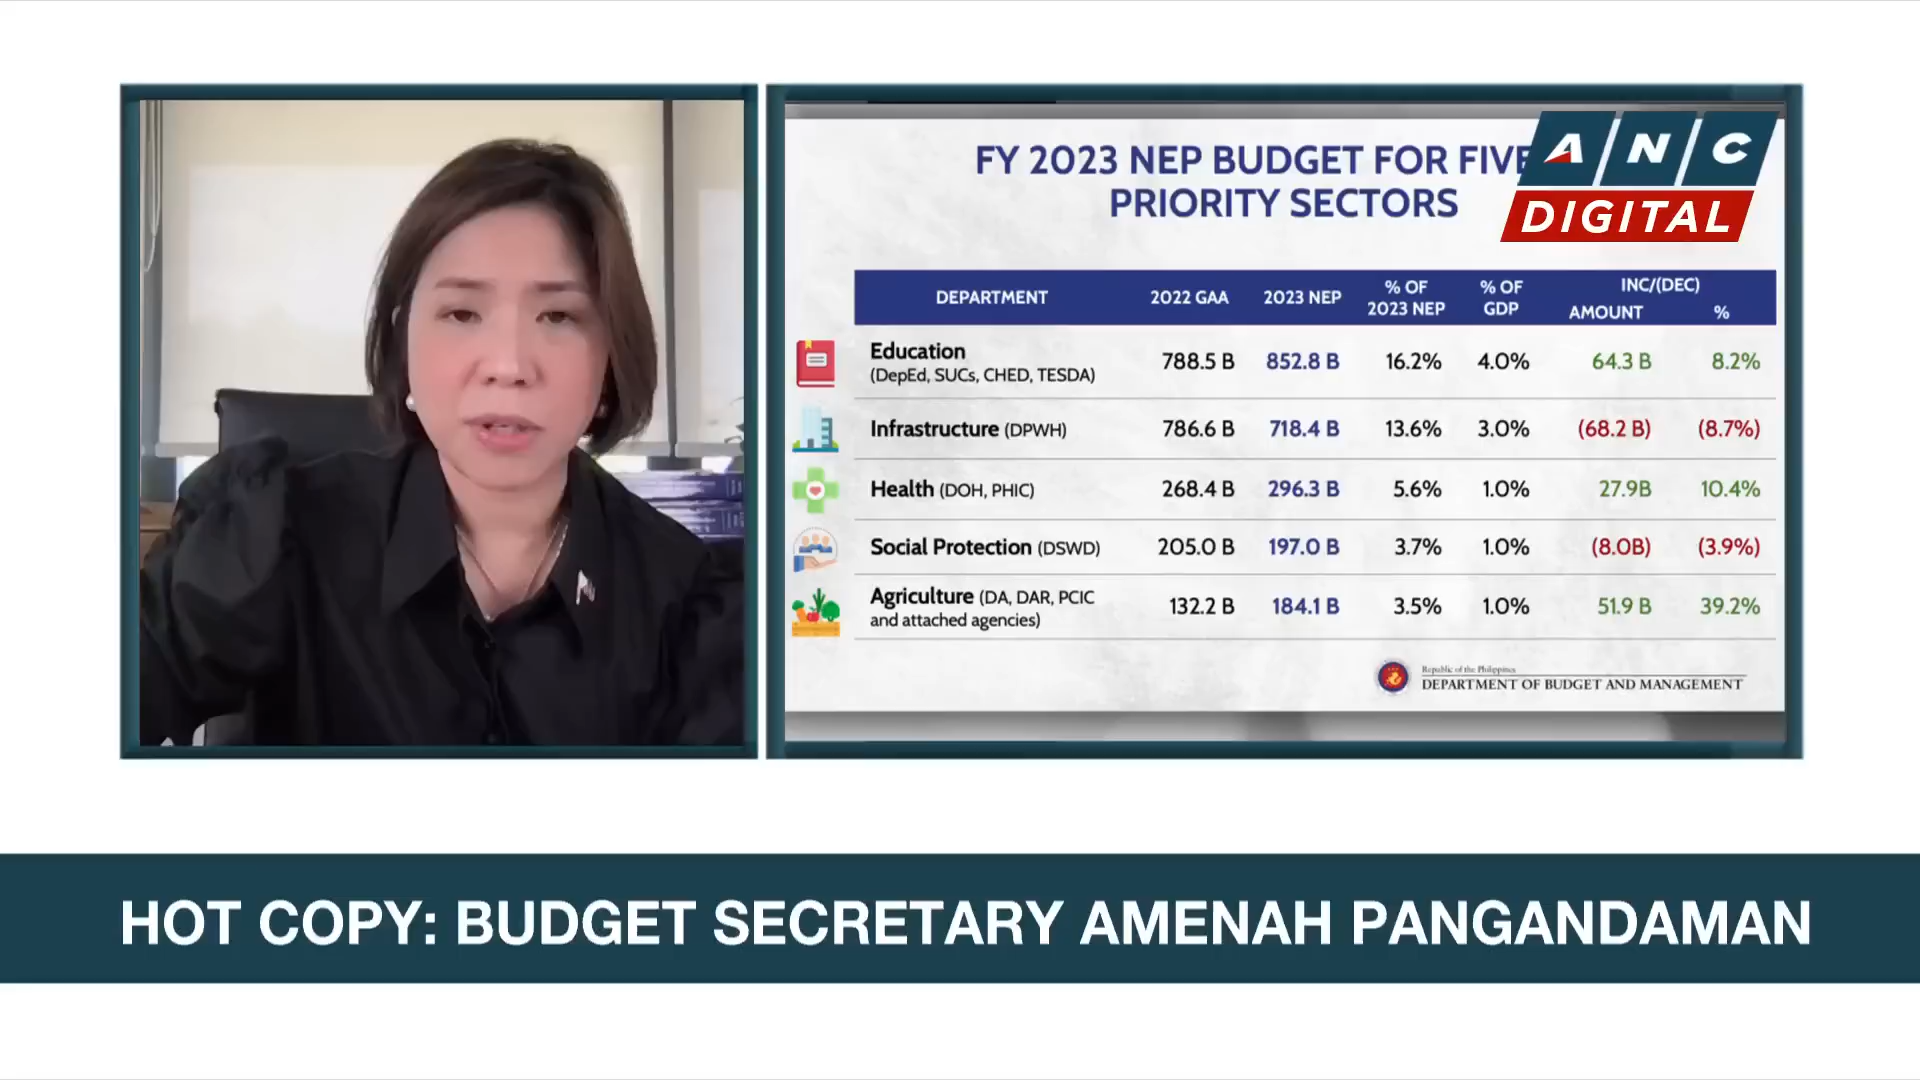 FY 2023 NEP BUDGET FOR FIVE
PRIORITY SECTORS
ANC
DIGITAL
DEPARTMENT 2022 GAA 2023 NEP % OF 2023 NEP % OF GDP INC/(DEC) AMOUNT %
Education 788.5 B 852.8 B 16.2% 4.0% 64.3 B 8.2%
(DepEd, SUCs, CHED, TESDA)
Infrastructure (DPWH) 786.6 B 718.4 B 13.6% 3.0% (68.2 B) (8.7%)
Health (DOH, PHIC) 268.4 B 296.3 B 5.6% 1.0% 27.9B 10.4%
Social Protection (DSWD) 205.0 B 197.0 B 3.7% 1.0% (8.0B) (3.9%)
Agriculture (DA, DAR, PCIC 132.2 B 184.1 B 3.5% 1.0% 51.9 B 39.2%
and attached agencies)
Republic of the Philippines
DEPARTMENT OF BUDGET AND MANAGEMENT
HOT COPY: BUDGET SECRETARY AMENAH PANGANDAMAN